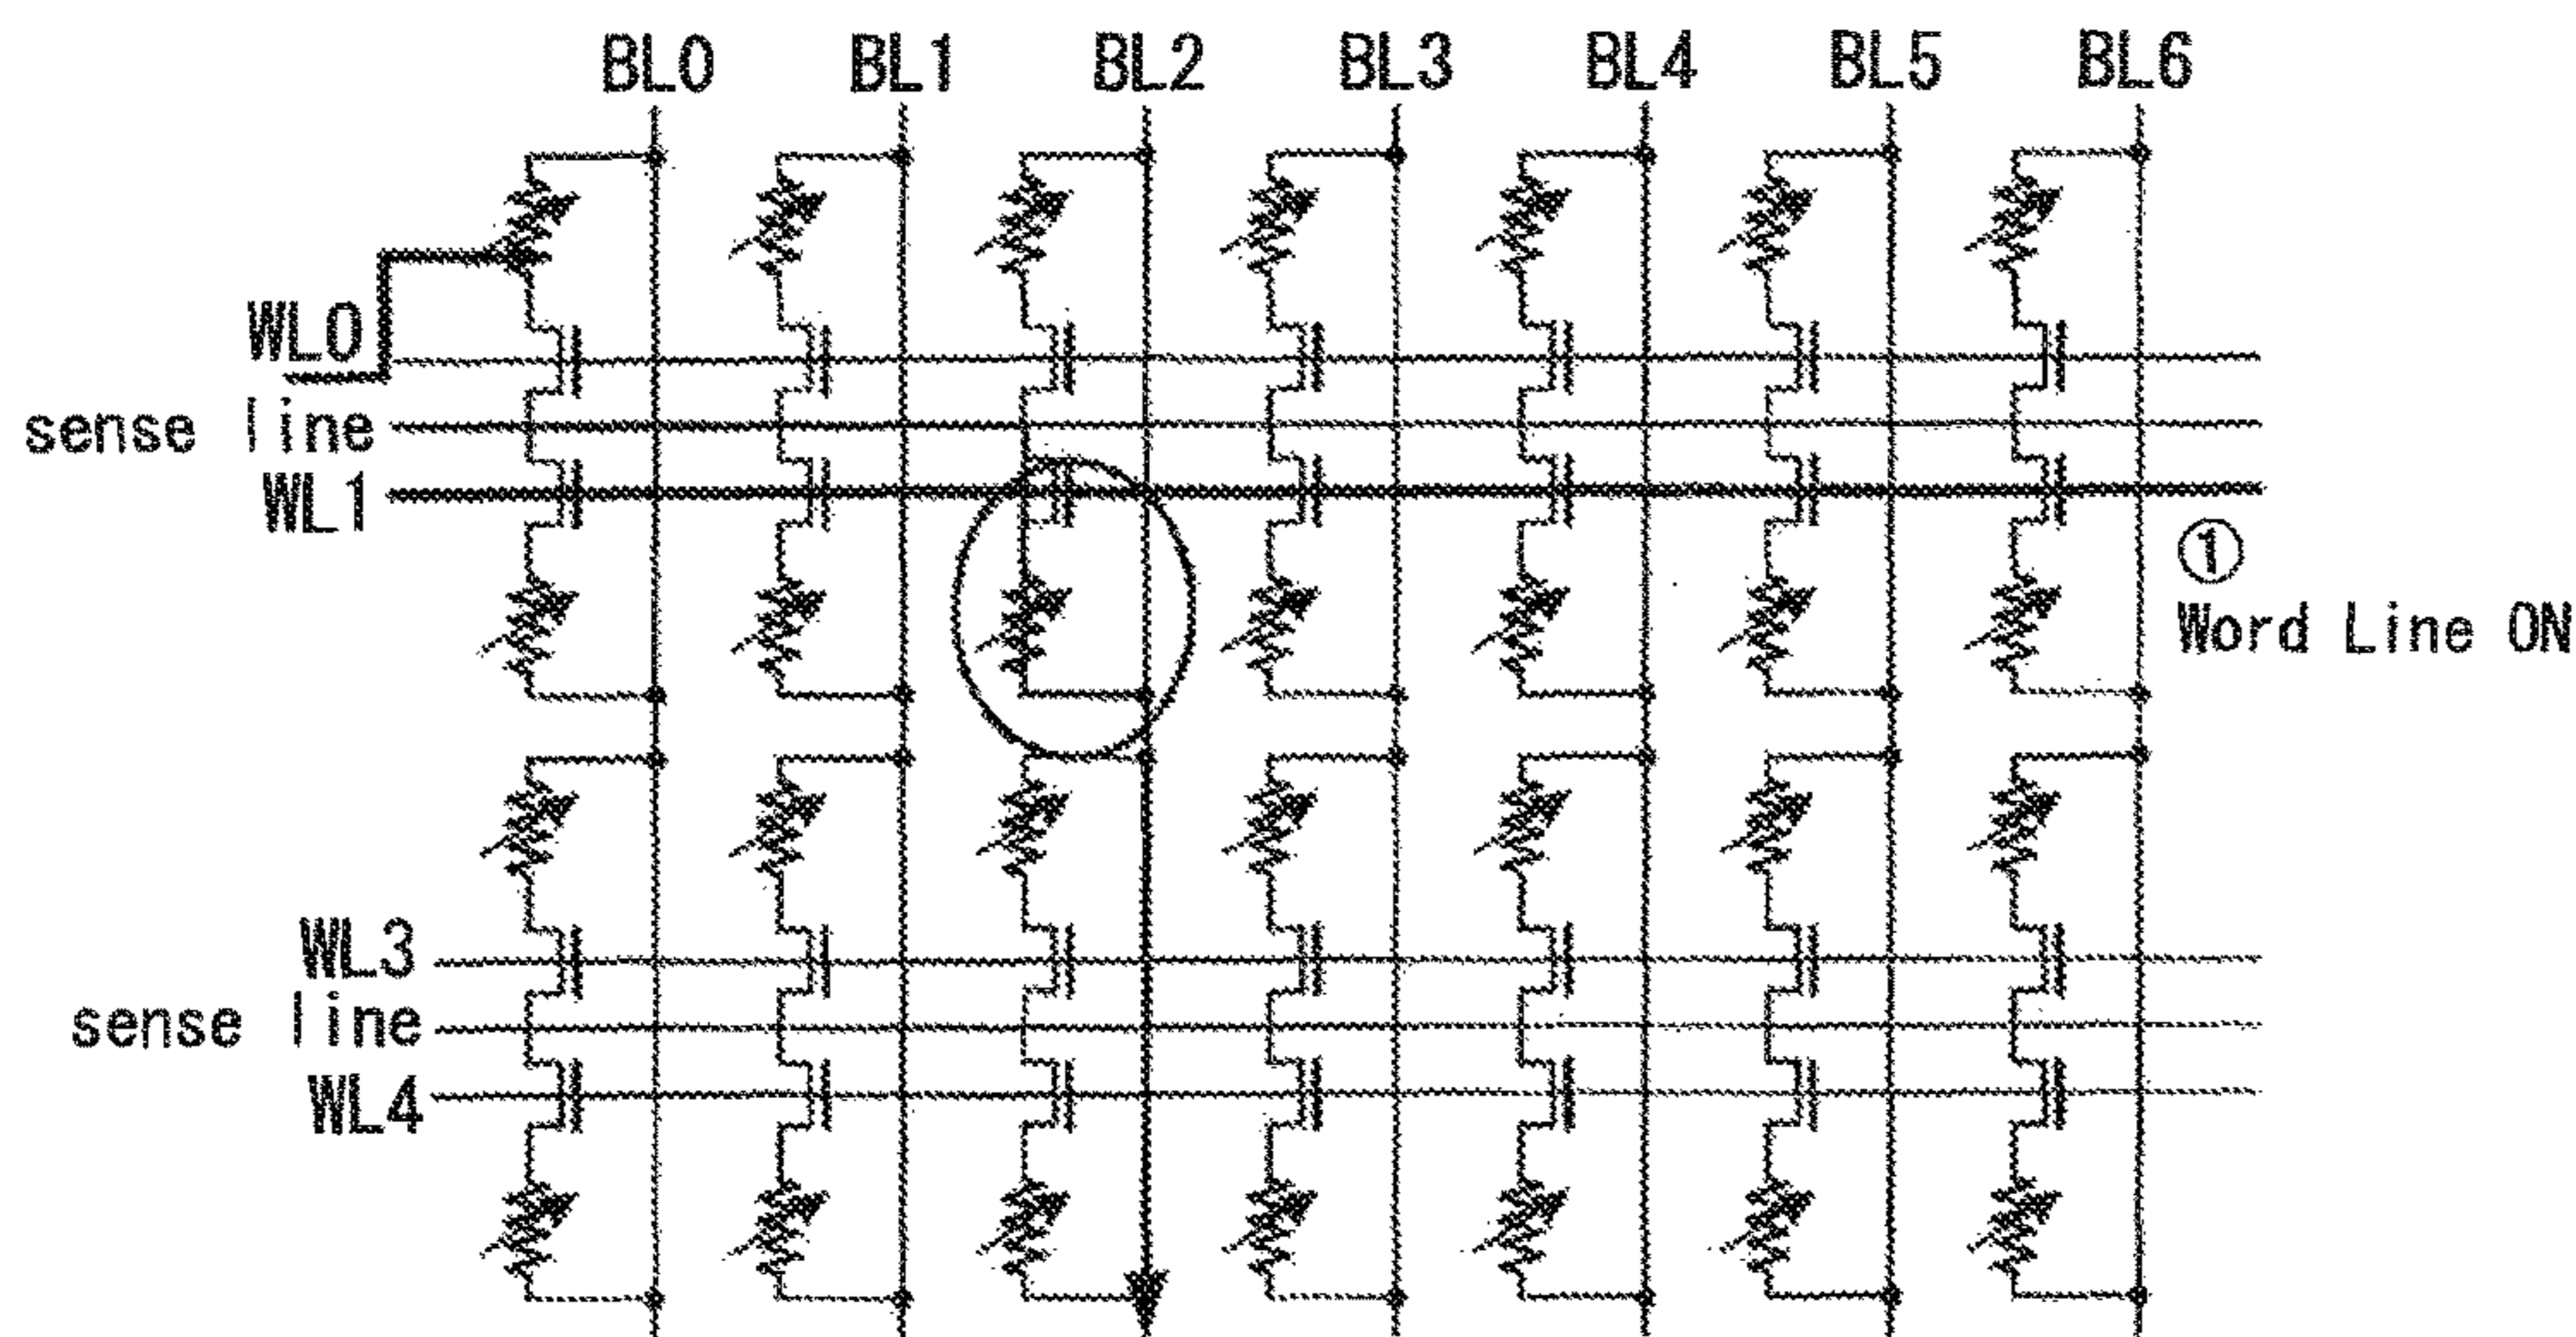 BL0 BL1 BL2 BL3 BL4 BL5 BL6
WL0
sense line
WL1
①
Word Line ON
WL3
sense line
WL4